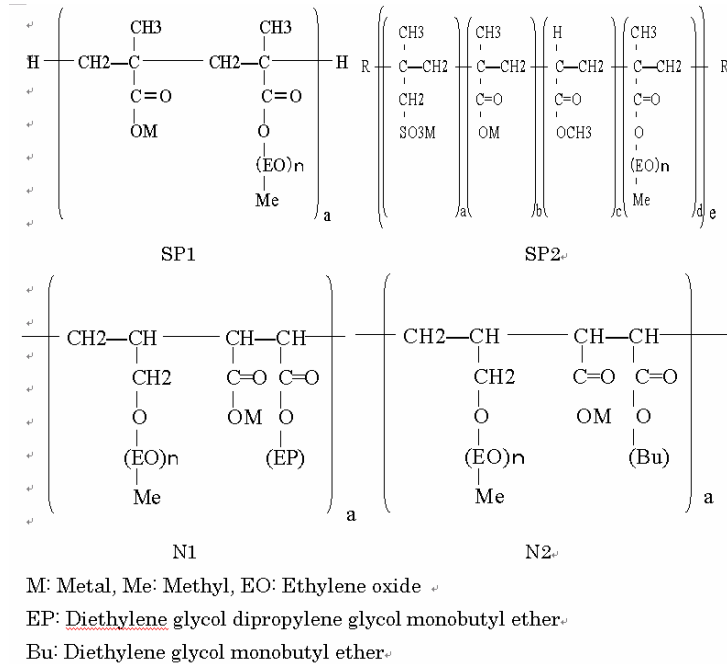 CH3 CH3
H CH2—C CH2—C H
C=O C=O
OM O
(EO)n
Me
a
SP1
CH3 CH3 H CH3
R C—CH2 C—CH2 C—CH2 C—CH2 R
CH2 C=O C=O C=O
SO3M OM OCH3 O
(EO)n
Me
a b c d e
SP2
CH2—CH CH—CH
CH2 C=O C=O
O OM O
(EO)n (EP)
Me
a
N1
CH2—CH CH—CH
CH2 C=O C=O
O OM O
(EO)n (Bu)
Me
a
N2
M: Metal, Me: Methyl, EO: Ethylene oxide
EP: Diethylene glycol dipropylene glycol monobutyl ether
Bu: Diethylene glycol monobutyl ether